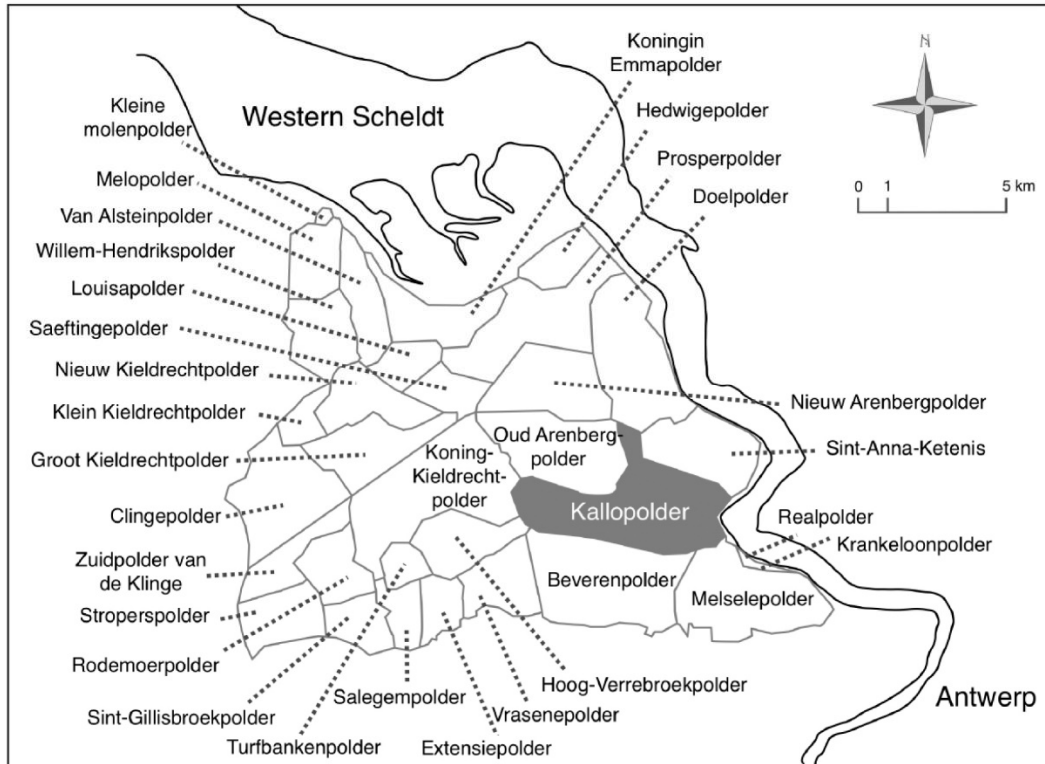 N
Koningin
Emmapolder
Western Scheldt
Kleine
molenpolder
Hedwigepolder
Prosperpolder
Melopolder
Doelpolder
0 1 5 km
Van Alsteinpolder
Willem-Hendrikspolder
Louisapolder
Saeftingepolder
Nieuw Kieldrechtpolder
Nieuw Arenbergpolder
Klein Kieldrechtpolder
Oud Arenberg-
polder
Sint-Anna-Ketenis
Groot Kieldrechtpolder
Koning-
Kieldrecht-
polder
Kallopolder
Clingepolder
Realpolder
Krankeloonpolder
Zuidpolder van
de Klinge
Beverenpolder
Melselepolder
Stroperspolder
Rodemoerpolder
Hoog-Verrebroekpolder
Salegempolder
Antwerp
Sint-Gillisbroekpolder
Vrasenepolder
Turfbankenpolder
Extensiepolder